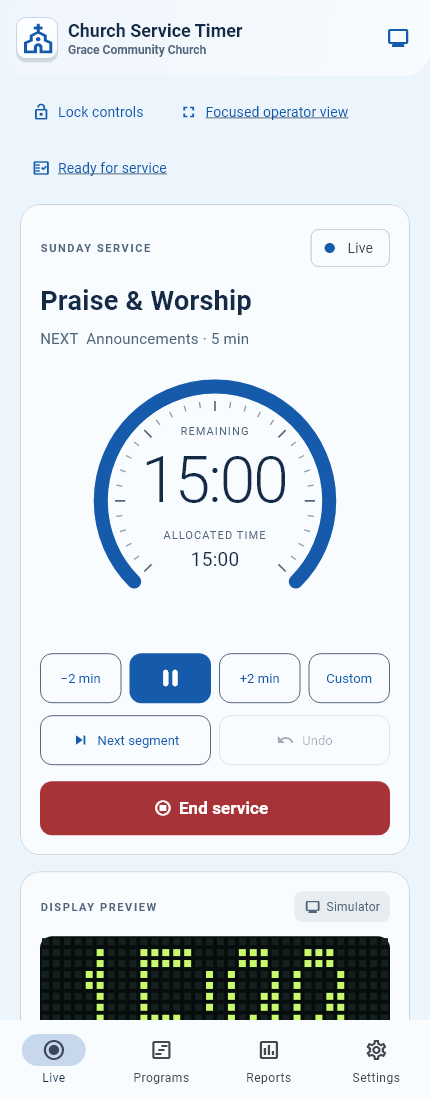 Church Service Timer
Grace Community Church
Lock controls
Focused operator view
Ready for service
SUNDAY SERVICE
Live
Praise & Worship
NEXT Announcements · 5 min
REMAINING
15:00
ALLOCATED TIME
15:00
−2 min
+2 min
Custom
Next segment
Undo
End service
DISPLAY PREVIEW
Simulator
15:00
Live
Programs
Reports
Settings